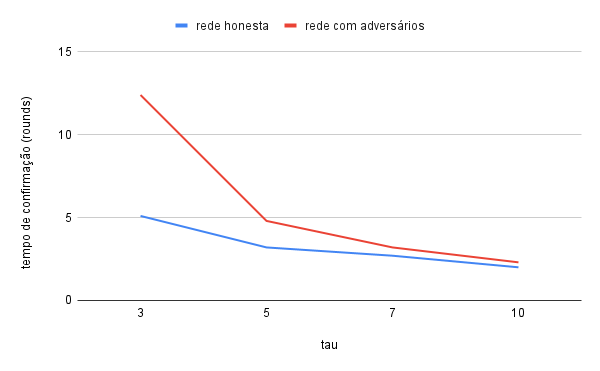 rede honesta rede com adversários
15
10
5
0
tempo de confirmação (rounds)
3 5 7 10
tau